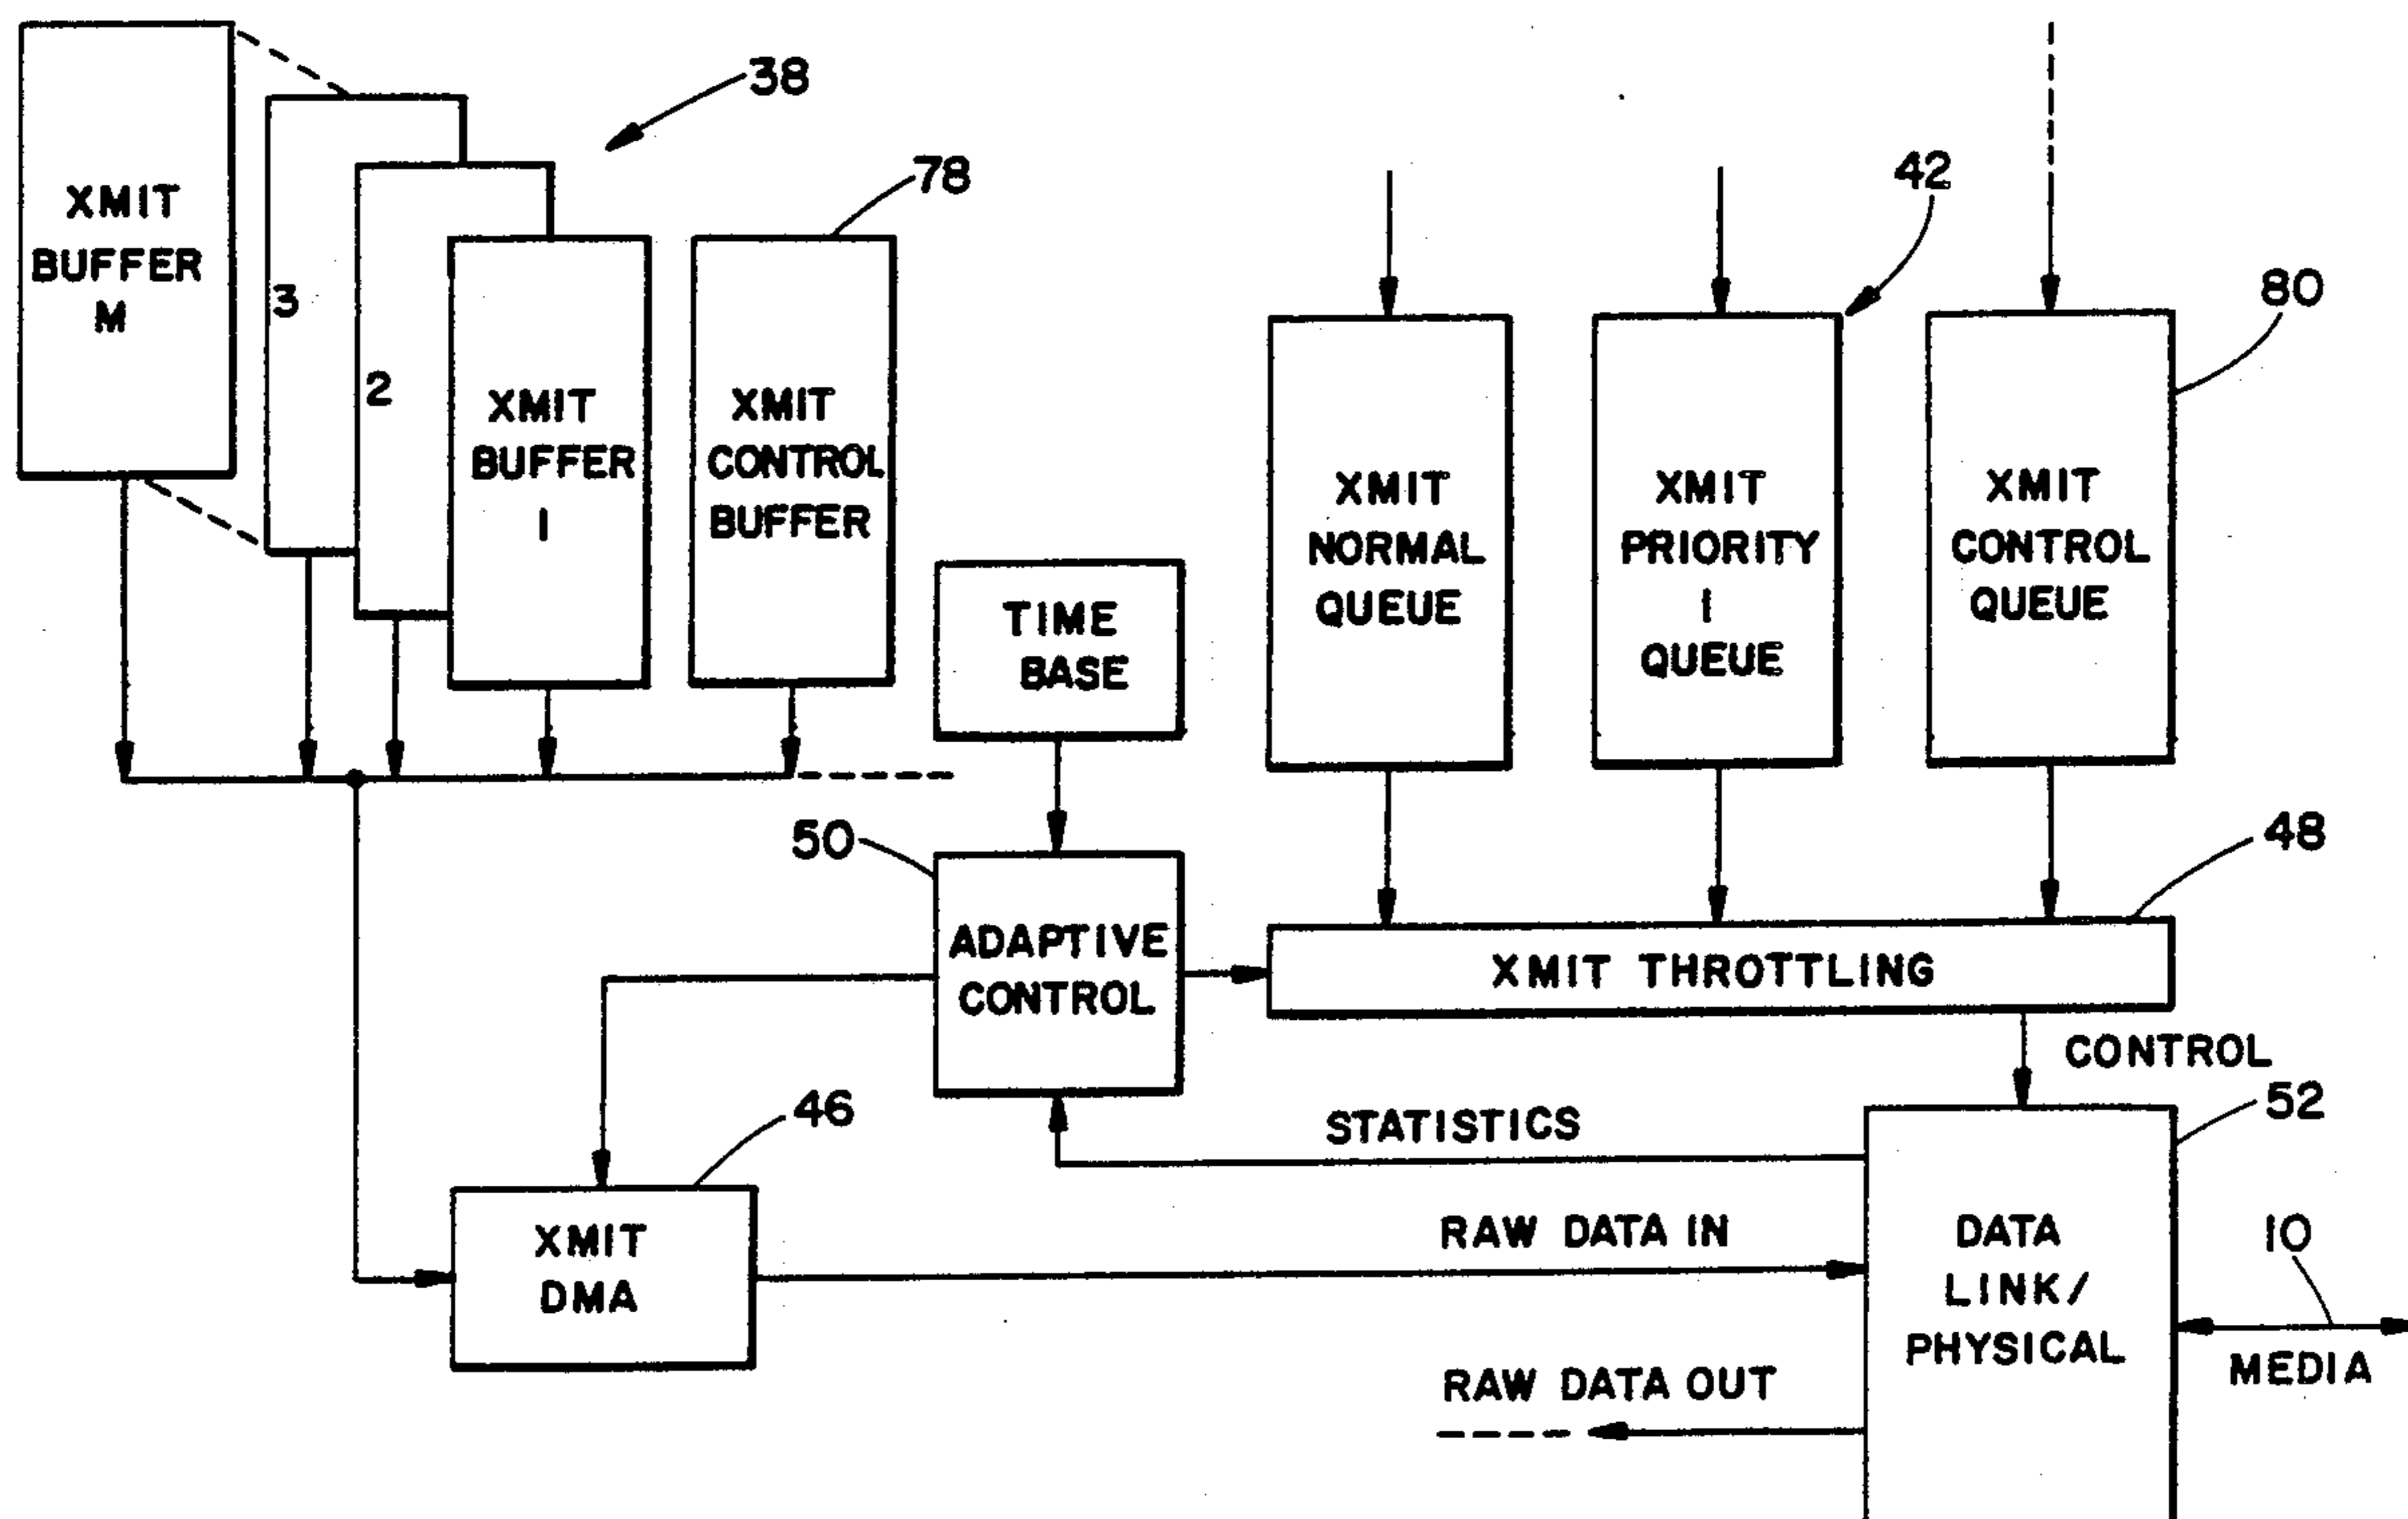 38
XMIT
BUFFER
M
3
2
XMIT
BUFFER
1
78
XMIT
CONTROL
BUFFER
42
80
XMIT
NORMAL
QUEUE
XMIT
PRIORITY
1
QUEUE
XMIT
CONTROL
QUEUE
TIME
BASE
50
ADAPTIVE
CONTROL
48
XMIT THROTTLING
CONTROL
46
XMIT
DMA
STATISTICS
RAW DATA IN
RAW DATA OUT
52
DATA
LINK/
PHYSICAL
10
MEDIA